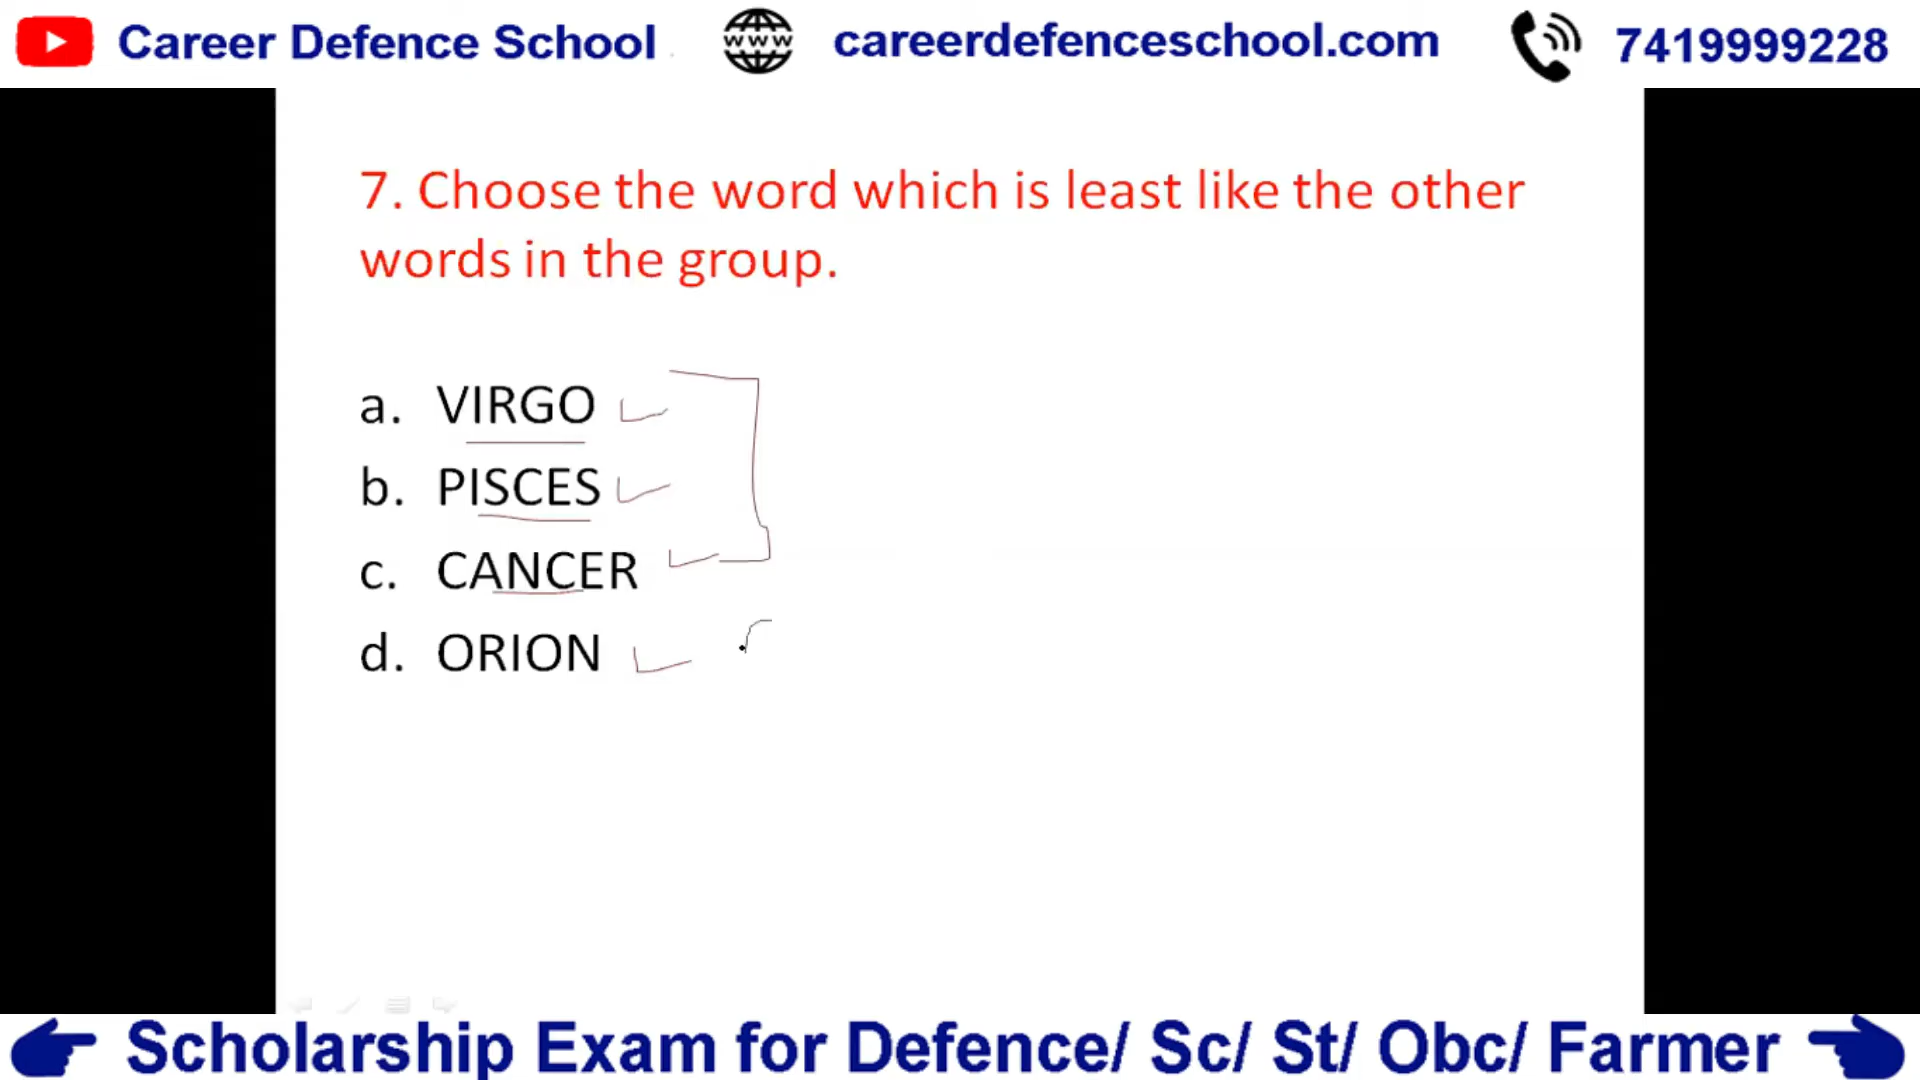 Career Defence School
www
careerdefenceschool.com
7419999228
7. Choose the word which is least like the other
words in the group.
a. VIRGO
b. PISCES
c. CANCER
d. ORION
Scholarship Exam for Defence/ Sc/ St/ Obc/ Farmer